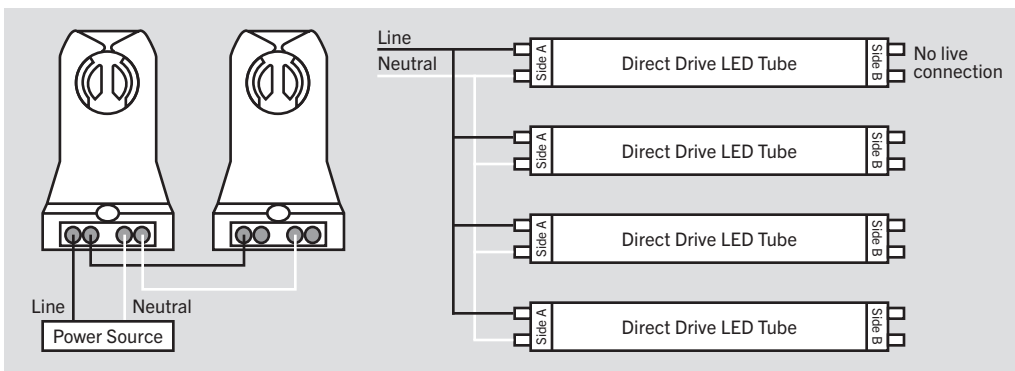 Line
Neutral
Power Source
Line
Neutral
Side A
Direct Drive LED Tube
Side B
No live
connection
Side A
Direct Drive LED Tube
Side B
Side A
Direct Drive LED Tube
Side B
Side A
Direct Drive LED Tube
Side B